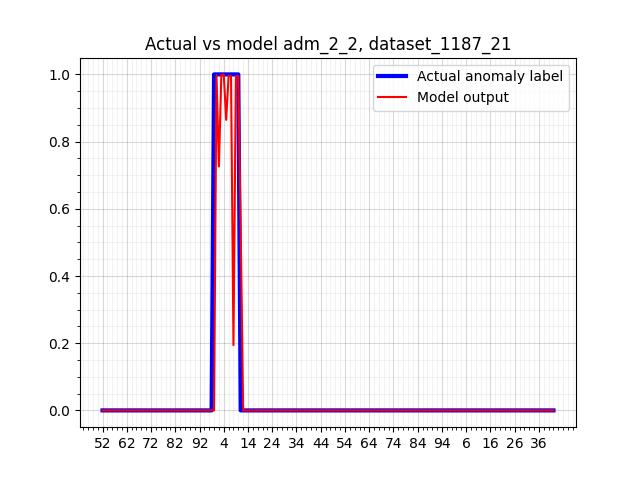 Actual vs model adm_2_2, dataset_1187_21
Actual anomaly label
Model output
1.0
0.8
0.6
0.4
0.2
0.0
52 62 72 82 92 4 14 24 34 44 54 64 74 84 94 6 16 26 36